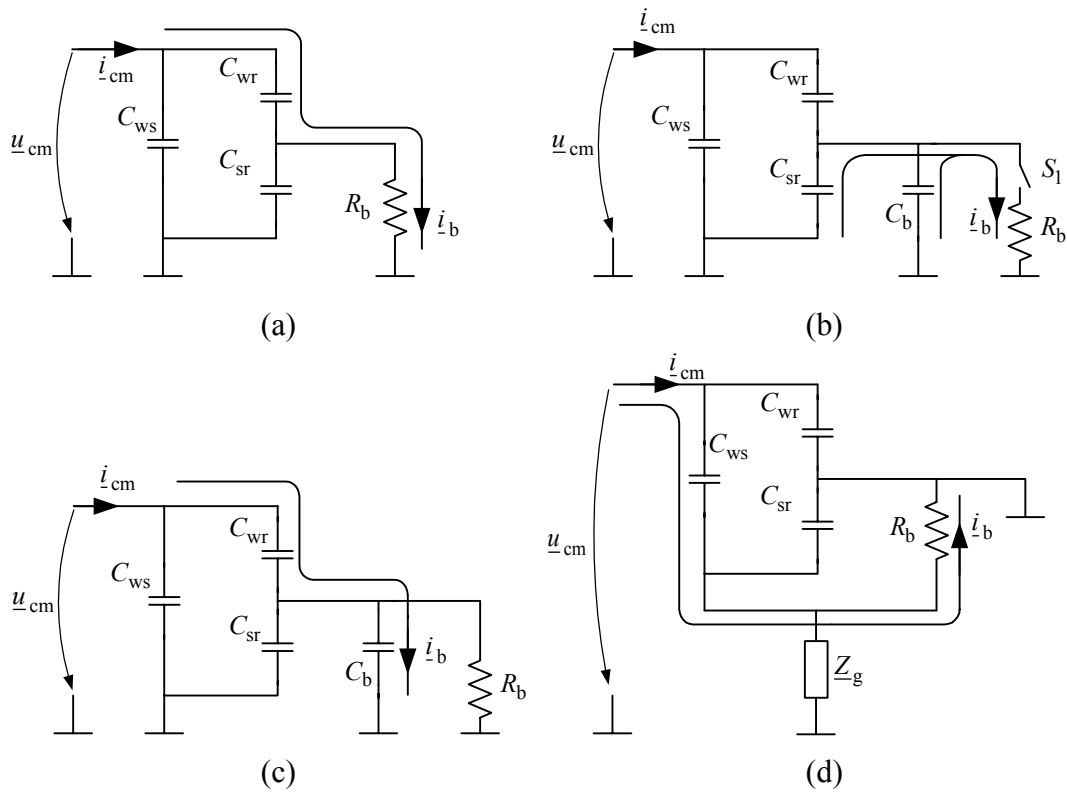 i_cm
C_wr
C_ws
u_cm
C_sr
R_b
i_b
(a)
i_cm
C_wr
C_ws
u_cm
C_sr
S_1
C_b
i_b
R_b
(b)
i_cm
C_wr
C_ws
u_cm
C_sr
C_b
i_b
R_b
(c)
i_cm
C_wr
C_ws
C_sr
R_b
i_b
u_cm
Z_g
(d)